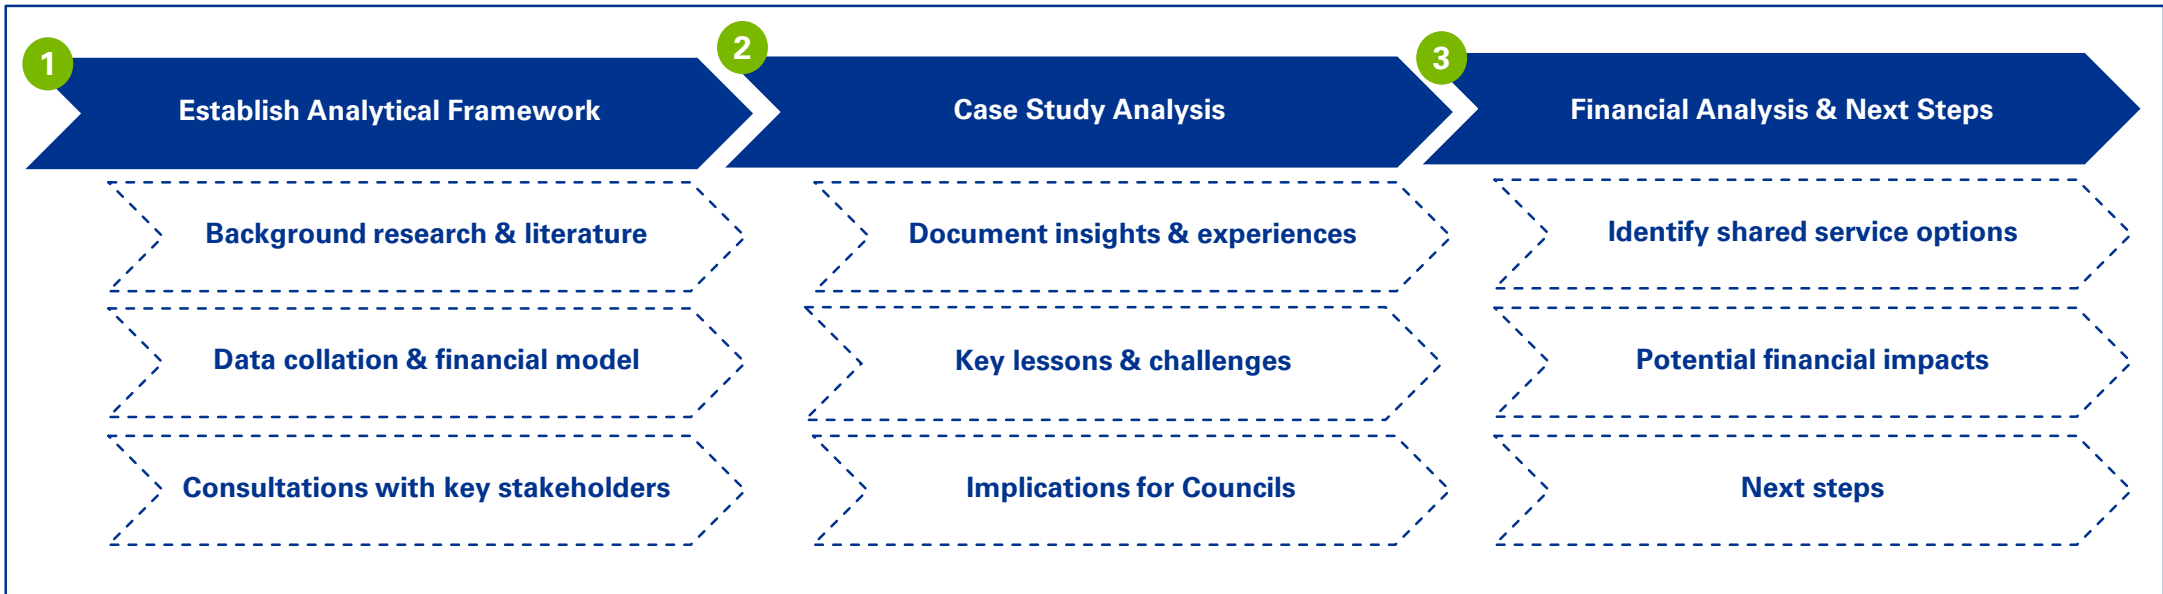 1
Establish Analytical Framework
Background research & literature
Data collation & financial model
Consultations with key stakeholders
2
Case Study Analysis
Document insights & experiences
Key lessons & challenges
Implications for Councils
3
Financial Analysis & Next Steps
Identify shared service options
Potential financial impacts
Next steps